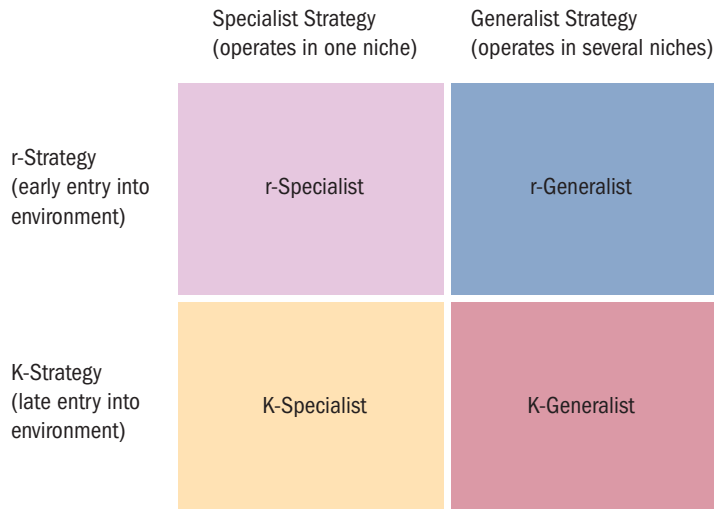 Specialist Strategy
(operates in one niche)
Generalist Strategy
(operates in several niches)
r-Strategy
(early entry into
environment)
r-Specialist
r-Generalist
K-Strategy
(late entry into
environment)
K-Specialist
K-Generalist